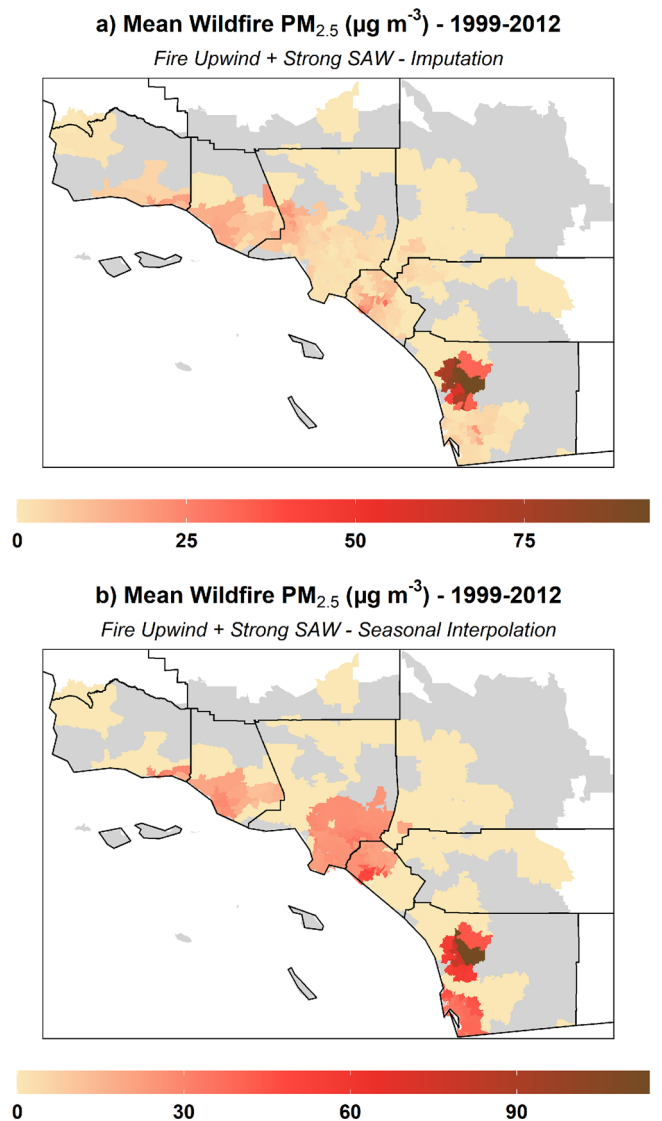 a) Mean Wildfire PM2.5 (µg m-3) - 1999-2012
Fire Upwind + Strong SAW - Imputation
0 25 50 75
b) Mean Wildfire PM2.5 (µg m-3) - 1999-2012
Fire Upwind + Strong SAW - Seasonal Interpolation
0 30 60 90